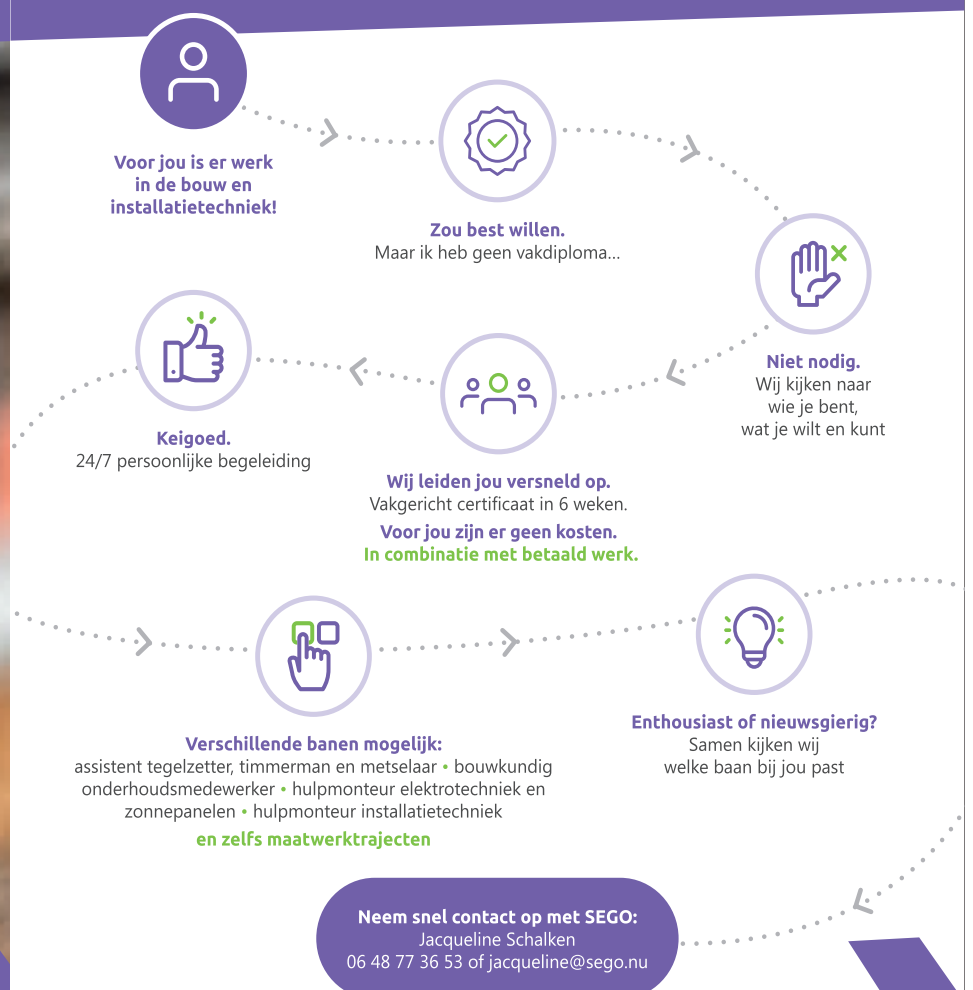 Voor jou is er werk
in de bouw en
installatietechniek!
Zou best willen.
Maar ik heb geen vakdiploma...
Niet nodig.
Wij kijken naar
wie je bent,
wat je wilt en kunt
Wij leiden jou versneld op.
Vakgericht certificaat in 6 weken.
Voor jou zijn er geen kosten.
In combinatie met betaald werk.
Keigoed.
24/7 persoonlijke begeleiding
Verschillende banen mogelijk:
assistent tegelzetter, timmerman en metselaar • bouwkundig
onderhoudsmedewerker • hulpmonteur elektrotechniek en
zonnepanelen • hulpmonteur installatietechniek
en zelfs maatwerktrajecten
Enthousiast of nieuwsgierig?
Samen kijken wij
welke baan bij jou past
Neem snel contact op met SEGO:
Jacqueline Schalken
06 48 77 36 53 of jacqueline@sego.nu